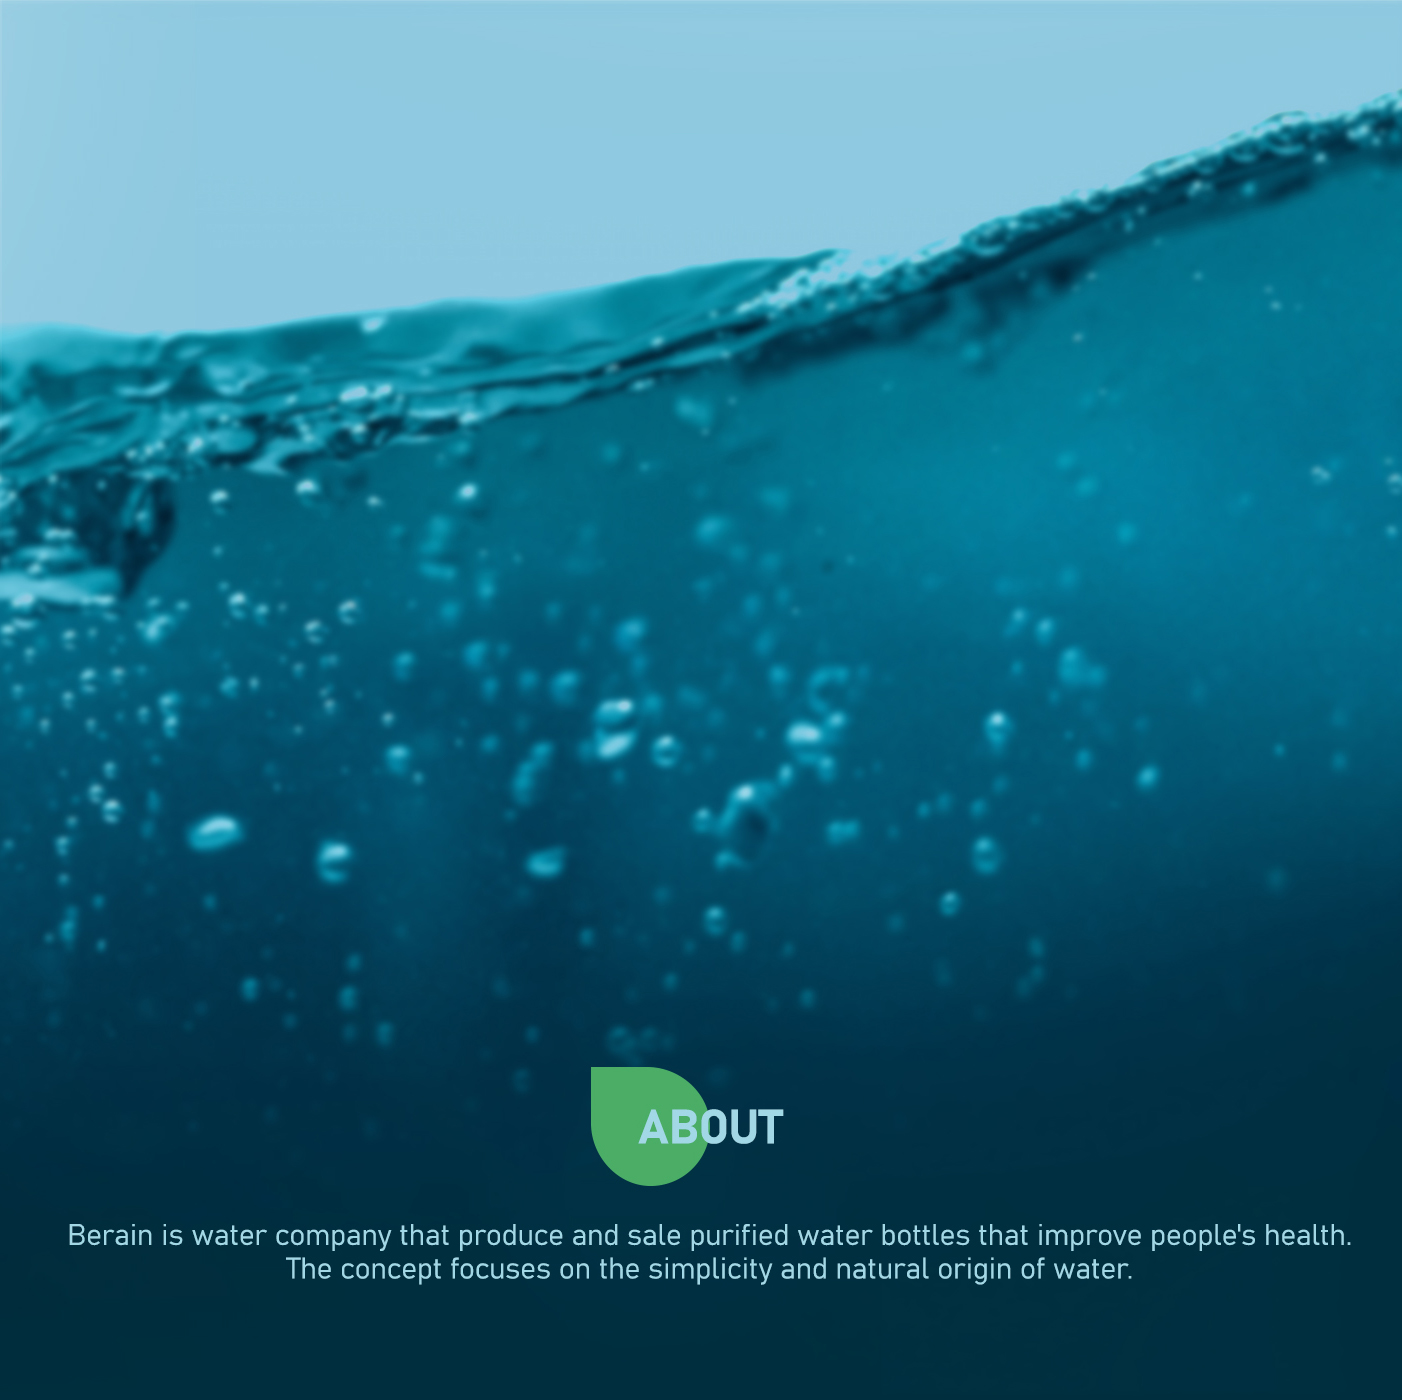 ABOUT
Berain is water company that produce and sale purified water bottles that improve people's health.
The concept focuses on the simplicity and natural origin of water.